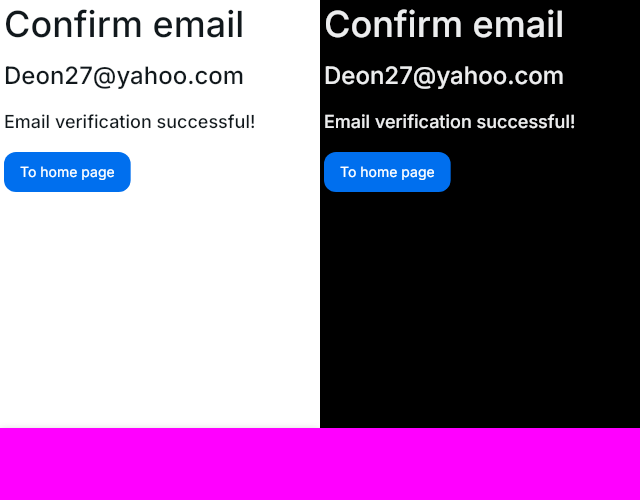 Confirm email
Deon27@yahoo.com
Email verification successful!
To home page
Confirm email
Deon27@yahoo.com
Email verification successful!
To home page